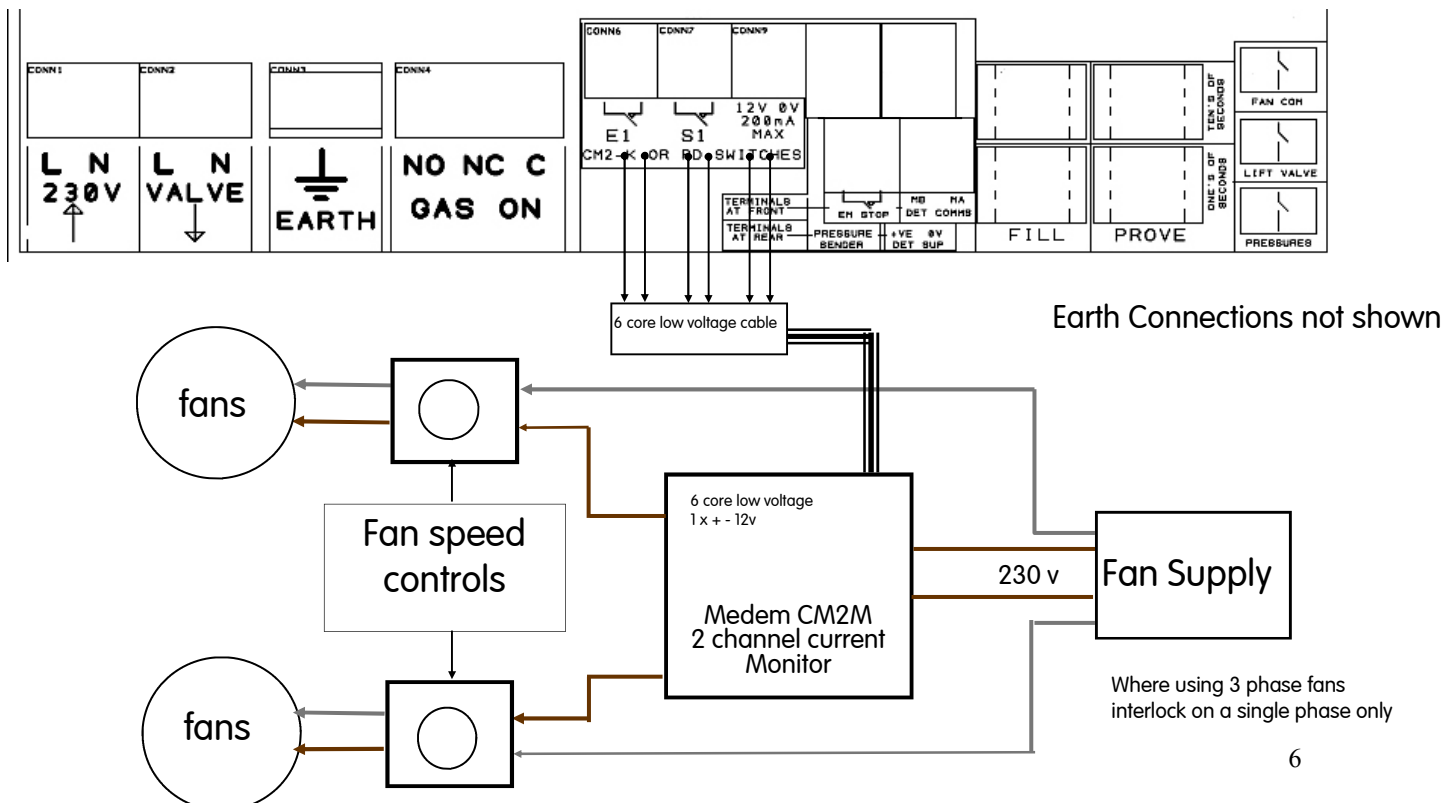 CONN1
CONN2
CONN3
CONN4
CONN6
CONN7
CONN9
L N
230V
L N
VALVE
EARTH
NO NC C
GAS ON
E1
S1
12V 0V
200mA
MAX
CM2-K OR PD SWITCHES
TERMINALS
AT FRONT
EM STOP
MB MA
DET COMMS
TERMINALS
AT REAR
PRESSURE
SENDER
+VE 0V
DET SUP
FILL
TEN'S OF
SECONDS
ONE'S OF
SECONDS
PROVE
FAN COM
LIFT VALVE
PRESSURES
6 core low voltage cable
Earth Connections not shown
fans
Fan speed
controls
fans
6 core low voltage
1 x + - 12v
Medem CM2M
2 channel current
Monitor
230 v
Fan Supply
Where using 3 phase fans
interlock on a single phase only
6